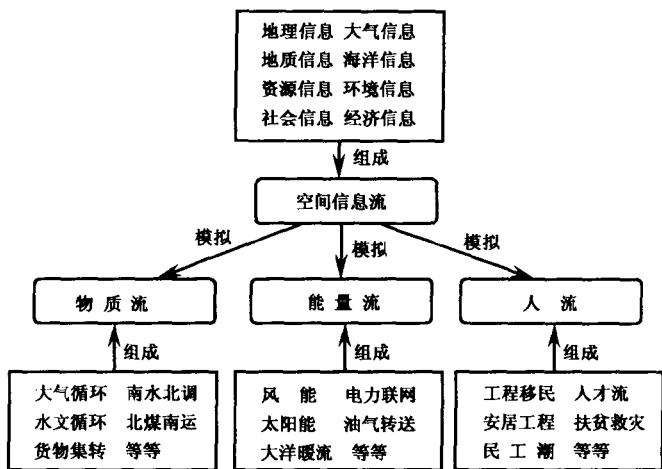 地理信息 大气信息
地质信息 海洋信息
资源信息 环境信息
社会信息 经济信息
组成
空间信息流
模拟 模拟 模拟
物质流 能量流 人流
组成 组成 组成
大气循环 南水北调
水文循环 北煤南运
货物集转 等等
风能 电力联网
太阳能 油气转送
大洋暖流 等等
工程移民 人才流
安居工程 扶贫救灾
民工潮 等等